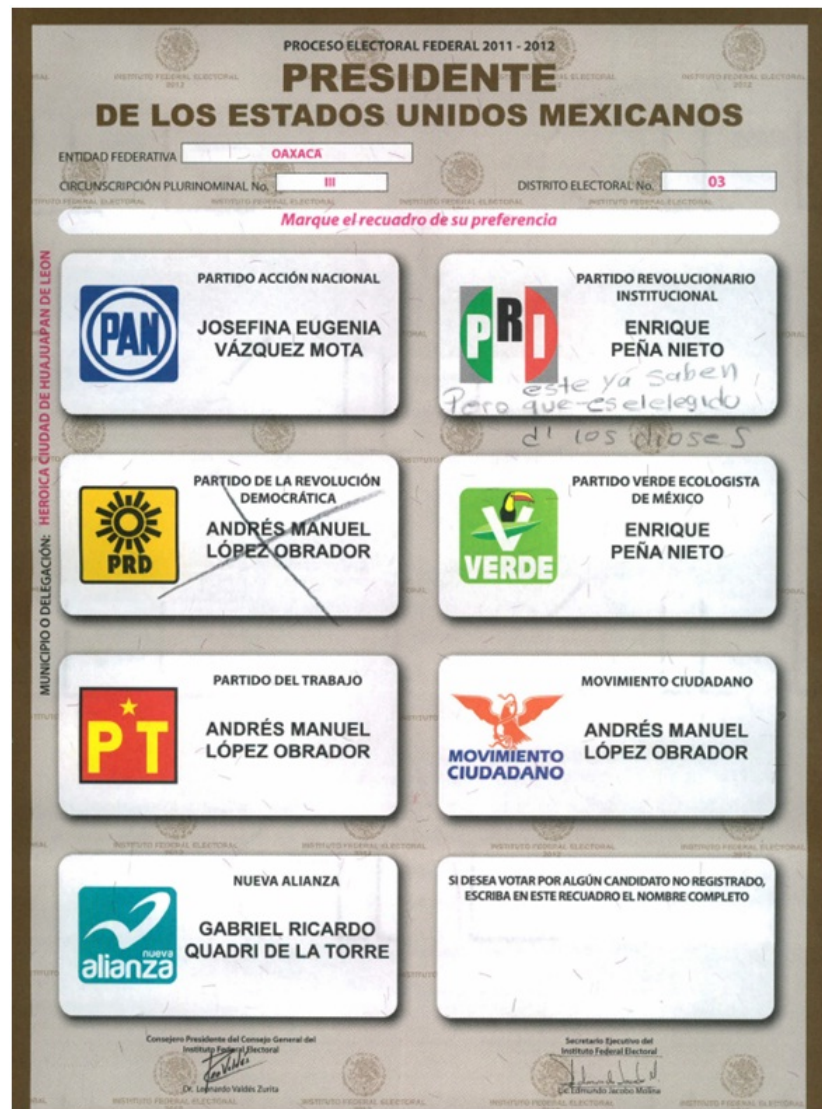 PROCESO ELECTORAL FEDERAL 2011 - 2012
PRESIDENTE
DE LOS ESTADOS UNIDOS MEXICANOS
ENTIDAD FEDERATIVA OAXACA
CIRCUNSCRIPCIÓN PLURINOMINAL No. III DISTRITO ELECTORAL No. 03
Marque el recuadro de su preferencia
MUNICIPIO O DELEGACIÓN: HEROICA CIUDAD DE HUAJUAPAN DE LEON
PAN
PARTIDO ACCIÓN NACIONAL
JOSEFINA EUGENIA
VÁZQUEZ MOTA
PRI
PARTIDO REVOLUCIONARIO
INSTITUCIONAL
ENRIQUE
PEÑA NIETO
este ya saben
Pero que es elelegido
d' los dioses
PRD
PARTIDO DE LA REVOLUCIÓN
DEMOCRÁTICA
ANDRÉS MANUEL
LÓPEZ OBRADOR
VERDE
PARTIDO VERDE ECOLOGISTA
DE MÉXICO
ENRIQUE
PEÑA NIETO
PT
PARTIDO DEL TRABAJO
ANDRÉS MANUEL
LÓPEZ OBRADOR
MOVIMIENTO
CIUDADANO
MOVIMIENTO CIUDADANO
ANDRÉS MANUEL
LÓPEZ OBRADOR
nueva
alianza
NUEVA ALIANZA
GABRIEL RICARDO
QUADRI DE LA TORRE
SI DESEA VOTAR POR ALGÚN CANDIDATO NO REGISTRADO,
ESCRIBA EN ESTE RECUADRO EL NOMBRE COMPLETO
Consejero Presidente del Consejo General del
Instituto Federal Electoral
Dr. Leonardo Valdés Zurita
Secretario Ejecutivo del
Instituto Federal Electoral
Lic. Edmundo Jacobo Molina
INSTITUTO FEDERAL ELECTORAL
2012